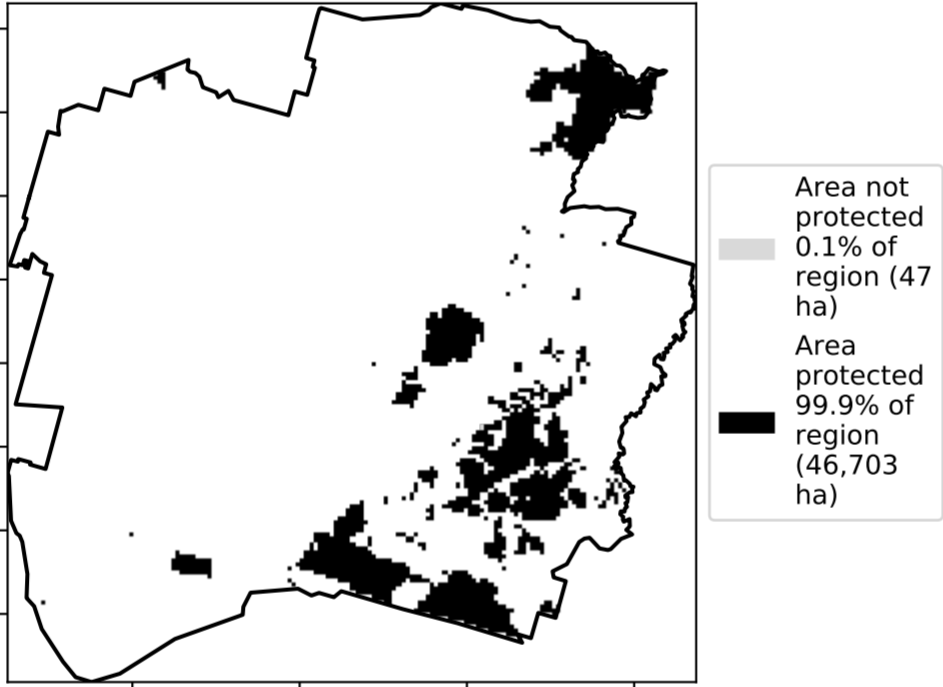 Area not
protected
0.1% of
region (47
ha)
Area
protected
99.9% of
region
(46,703
ha)